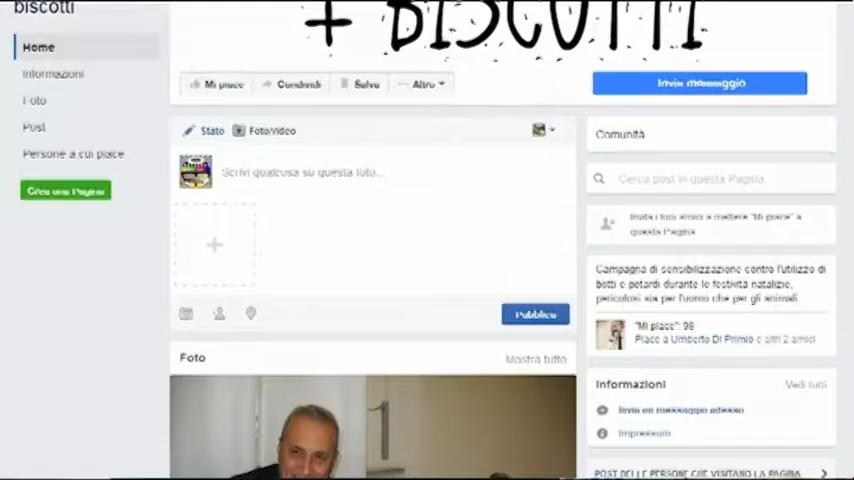 biscotti
+ BISCOTTI
Home
Informazioni
Foto
Post
Persone a cui piace
Crea una Pagina
Mi piace
Condividi
Salva
Altro
Invia messaggio
Stato
Foto/video
Scrivi qualcosa su questa foto...
Pubblica
Foto
Mostra tutto
Comunità
Cerca post in questa Pagina
Invita i tuoi amici a mettere "Mi piace" a
questa Pagina
Campagna di sensibilizzazione contro l'utilizzo di
botti e petardi durante le festività natalizie,
pericolosi sia per l'uomo che per gli animali
"Mi piace": 98
Piace a Umberto Di Primio e altri 2 amici
Informazioni
Vedi tutti
Invia un messaggio adesso
Impressum
POST DELLE PERSONE CHE VISITANO LA PAGINA